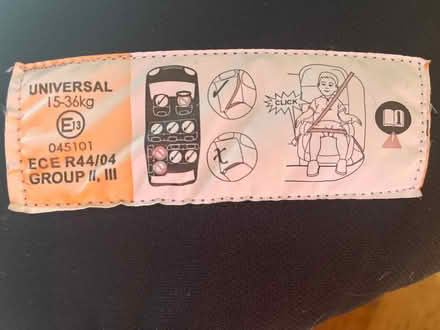 UNIVERSAL
15-36kg
E13
045101
ECE R44/04
GROUP II, III
CLICK